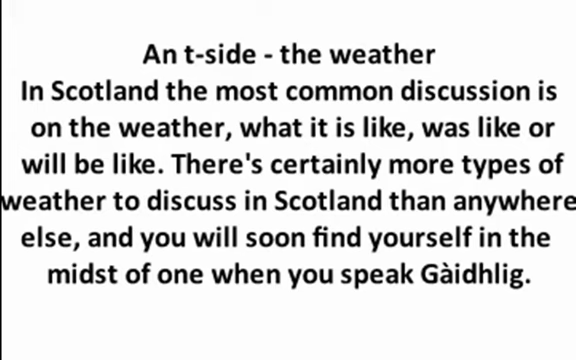 An t-side - the weather
In Scotland the most common discussion is
on the weather, what it is like, was like or
will be like. There's certainly more types of
weather to discuss in Scotland than anywhere
else, and you will soon find yourself in the
midst of one when you speak Gàidhlig.